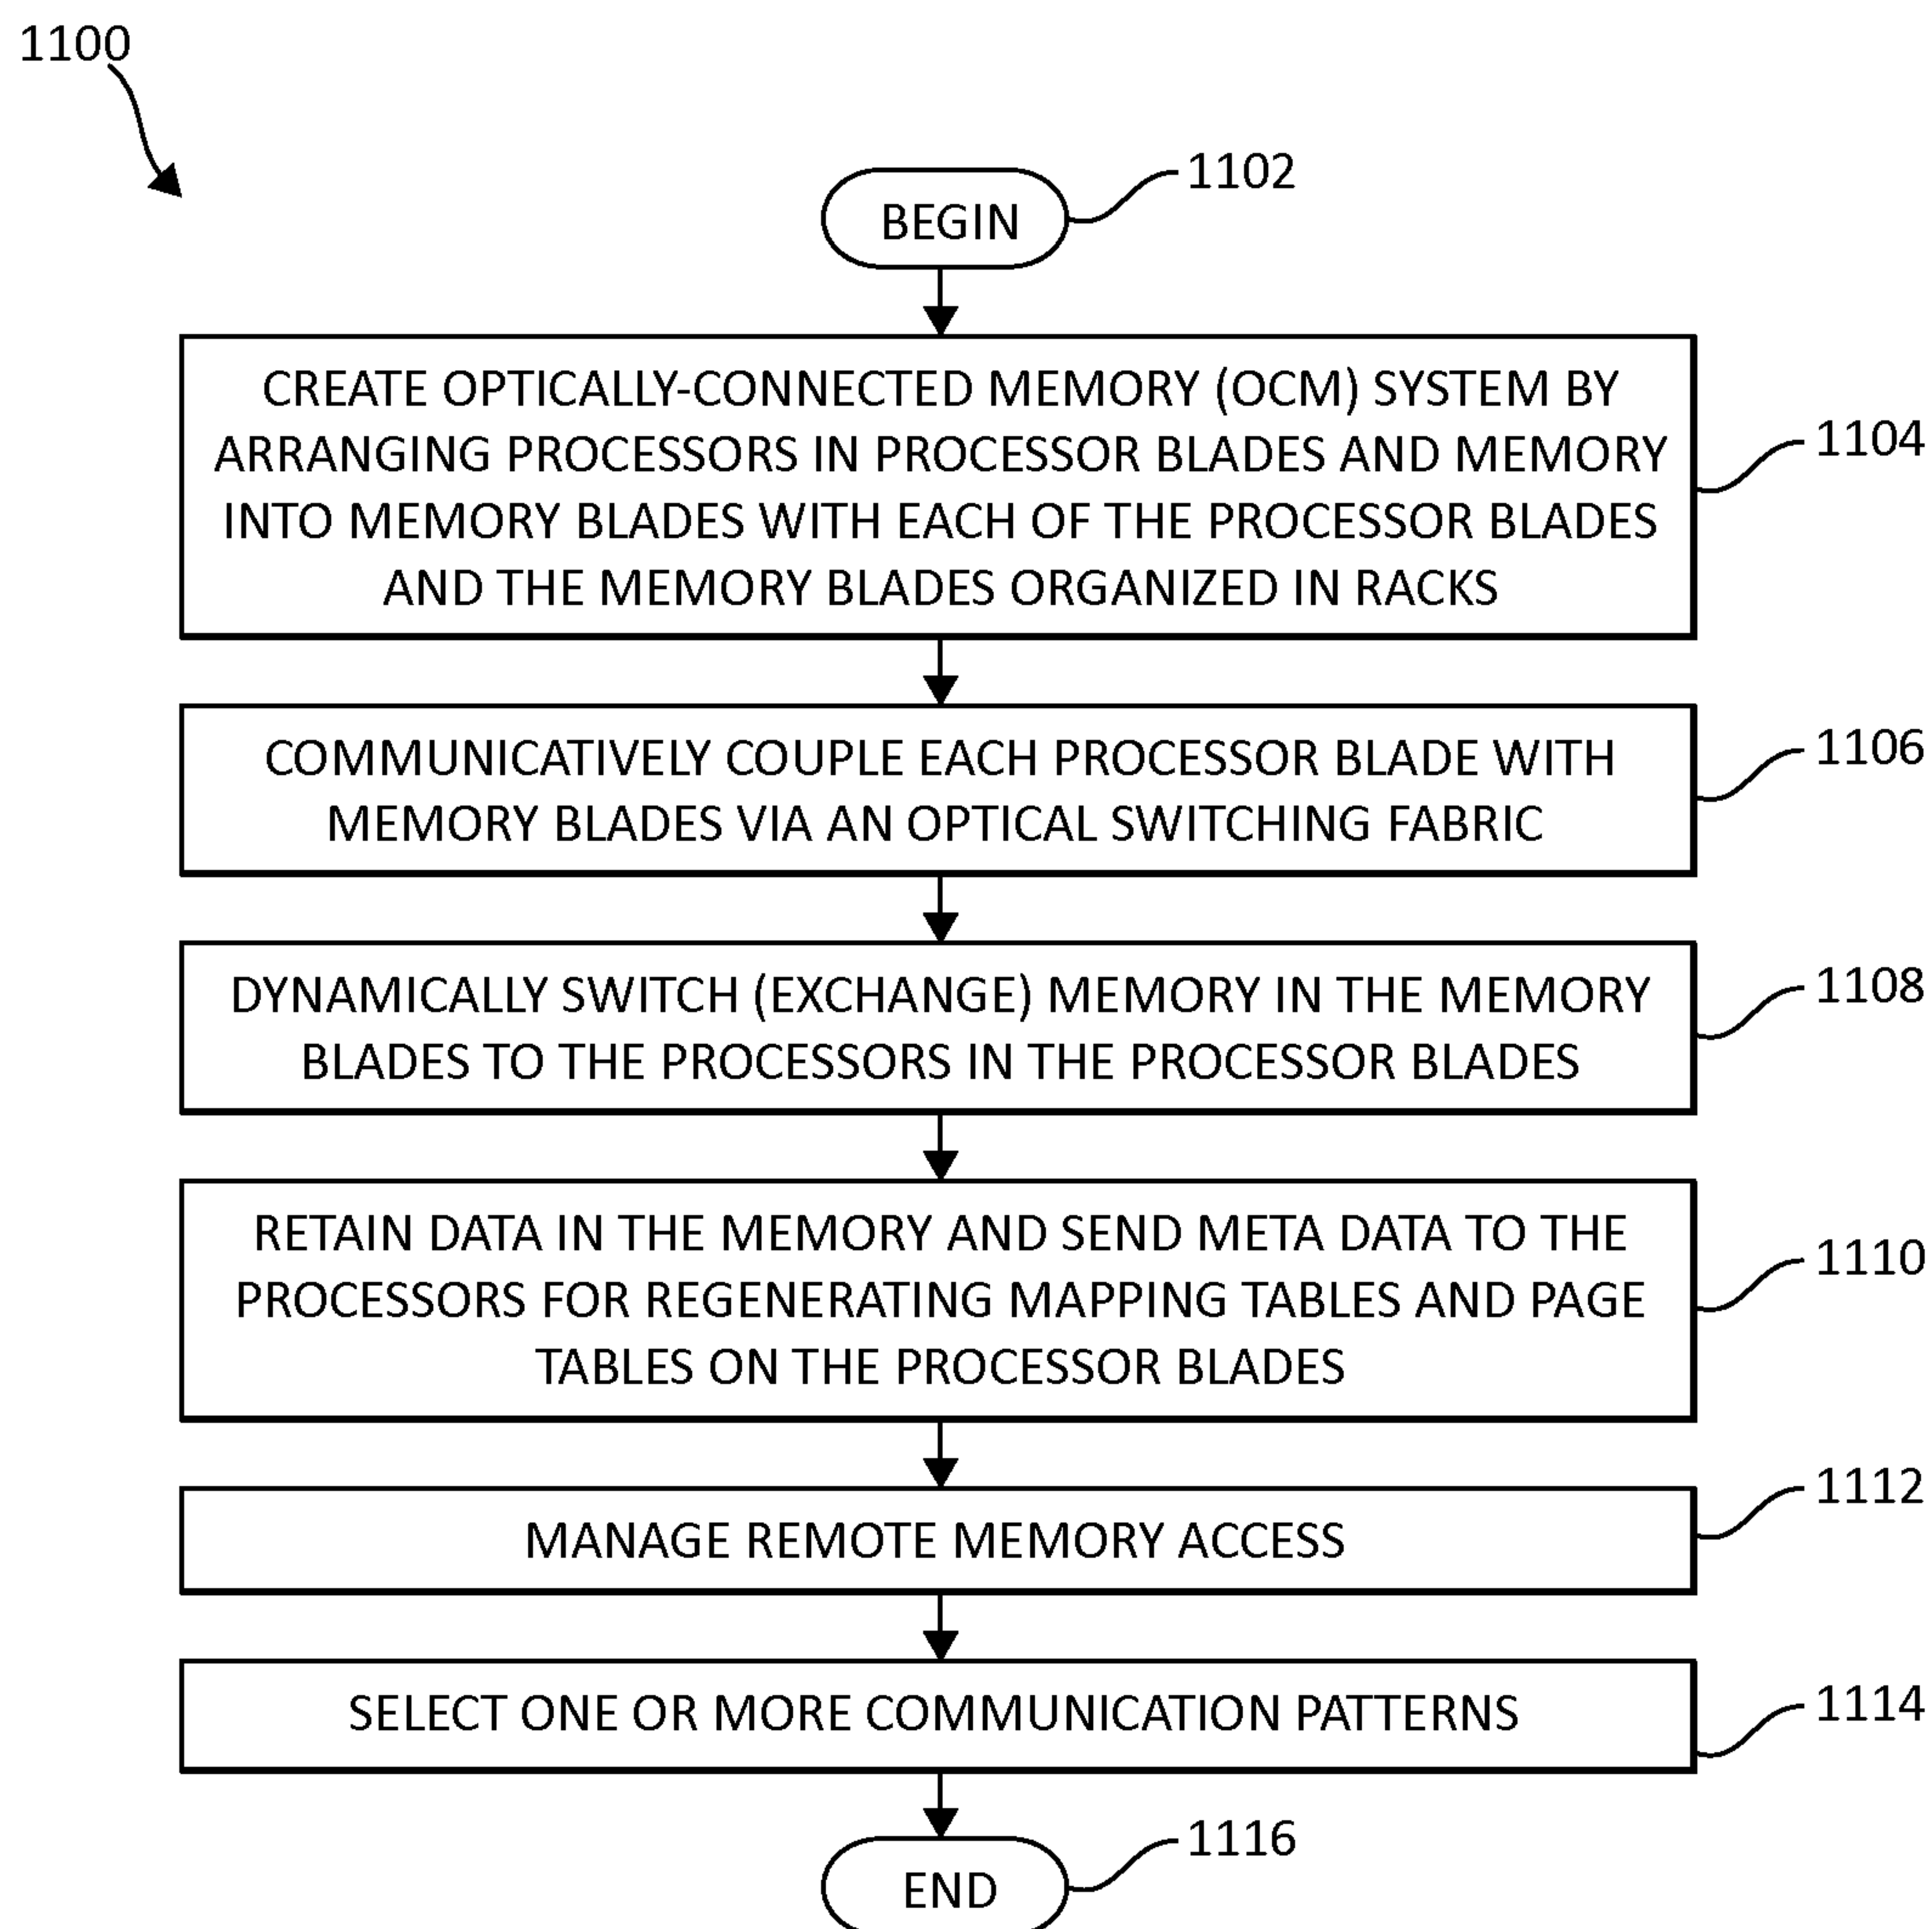 1100
BEGIN
1102
CREATE OPTICALLY-CONNECTED MEMORY (OCM) SYSTEM BY
ARRANGING PROCESSORS IN PROCESSOR BLADES AND MEMORY
INTO MEMORY BLADES WITH EACH OF THE PROCESSOR BLADES
AND THE MEMORY BLADES ORGANIZED IN RACKS
1104
COMMUNICATIVELY COUPLE EACH PROCESSOR BLADE WITH
MEMORY BLADES VIA AN OPTICAL SWITCHING FABRIC
1106
DYNAMICALLY SWITCH (EXCHANGE) MEMORY IN THE MEMORY
BLADES TO THE PROCESSORS IN THE PROCESSOR BLADES
1108
RETAIN DATA IN THE MEMORY AND SEND META DATA TO THE
PROCESSORS FOR REGENERATING MAPPING TABLES AND PAGE
TABLES ON THE PROCESSOR BLADES
1110
MANAGE REMOTE MEMORY ACCESS
1112
SELECT ONE OR MORE COMMUNICATION PATTERNS
1114
END
1116